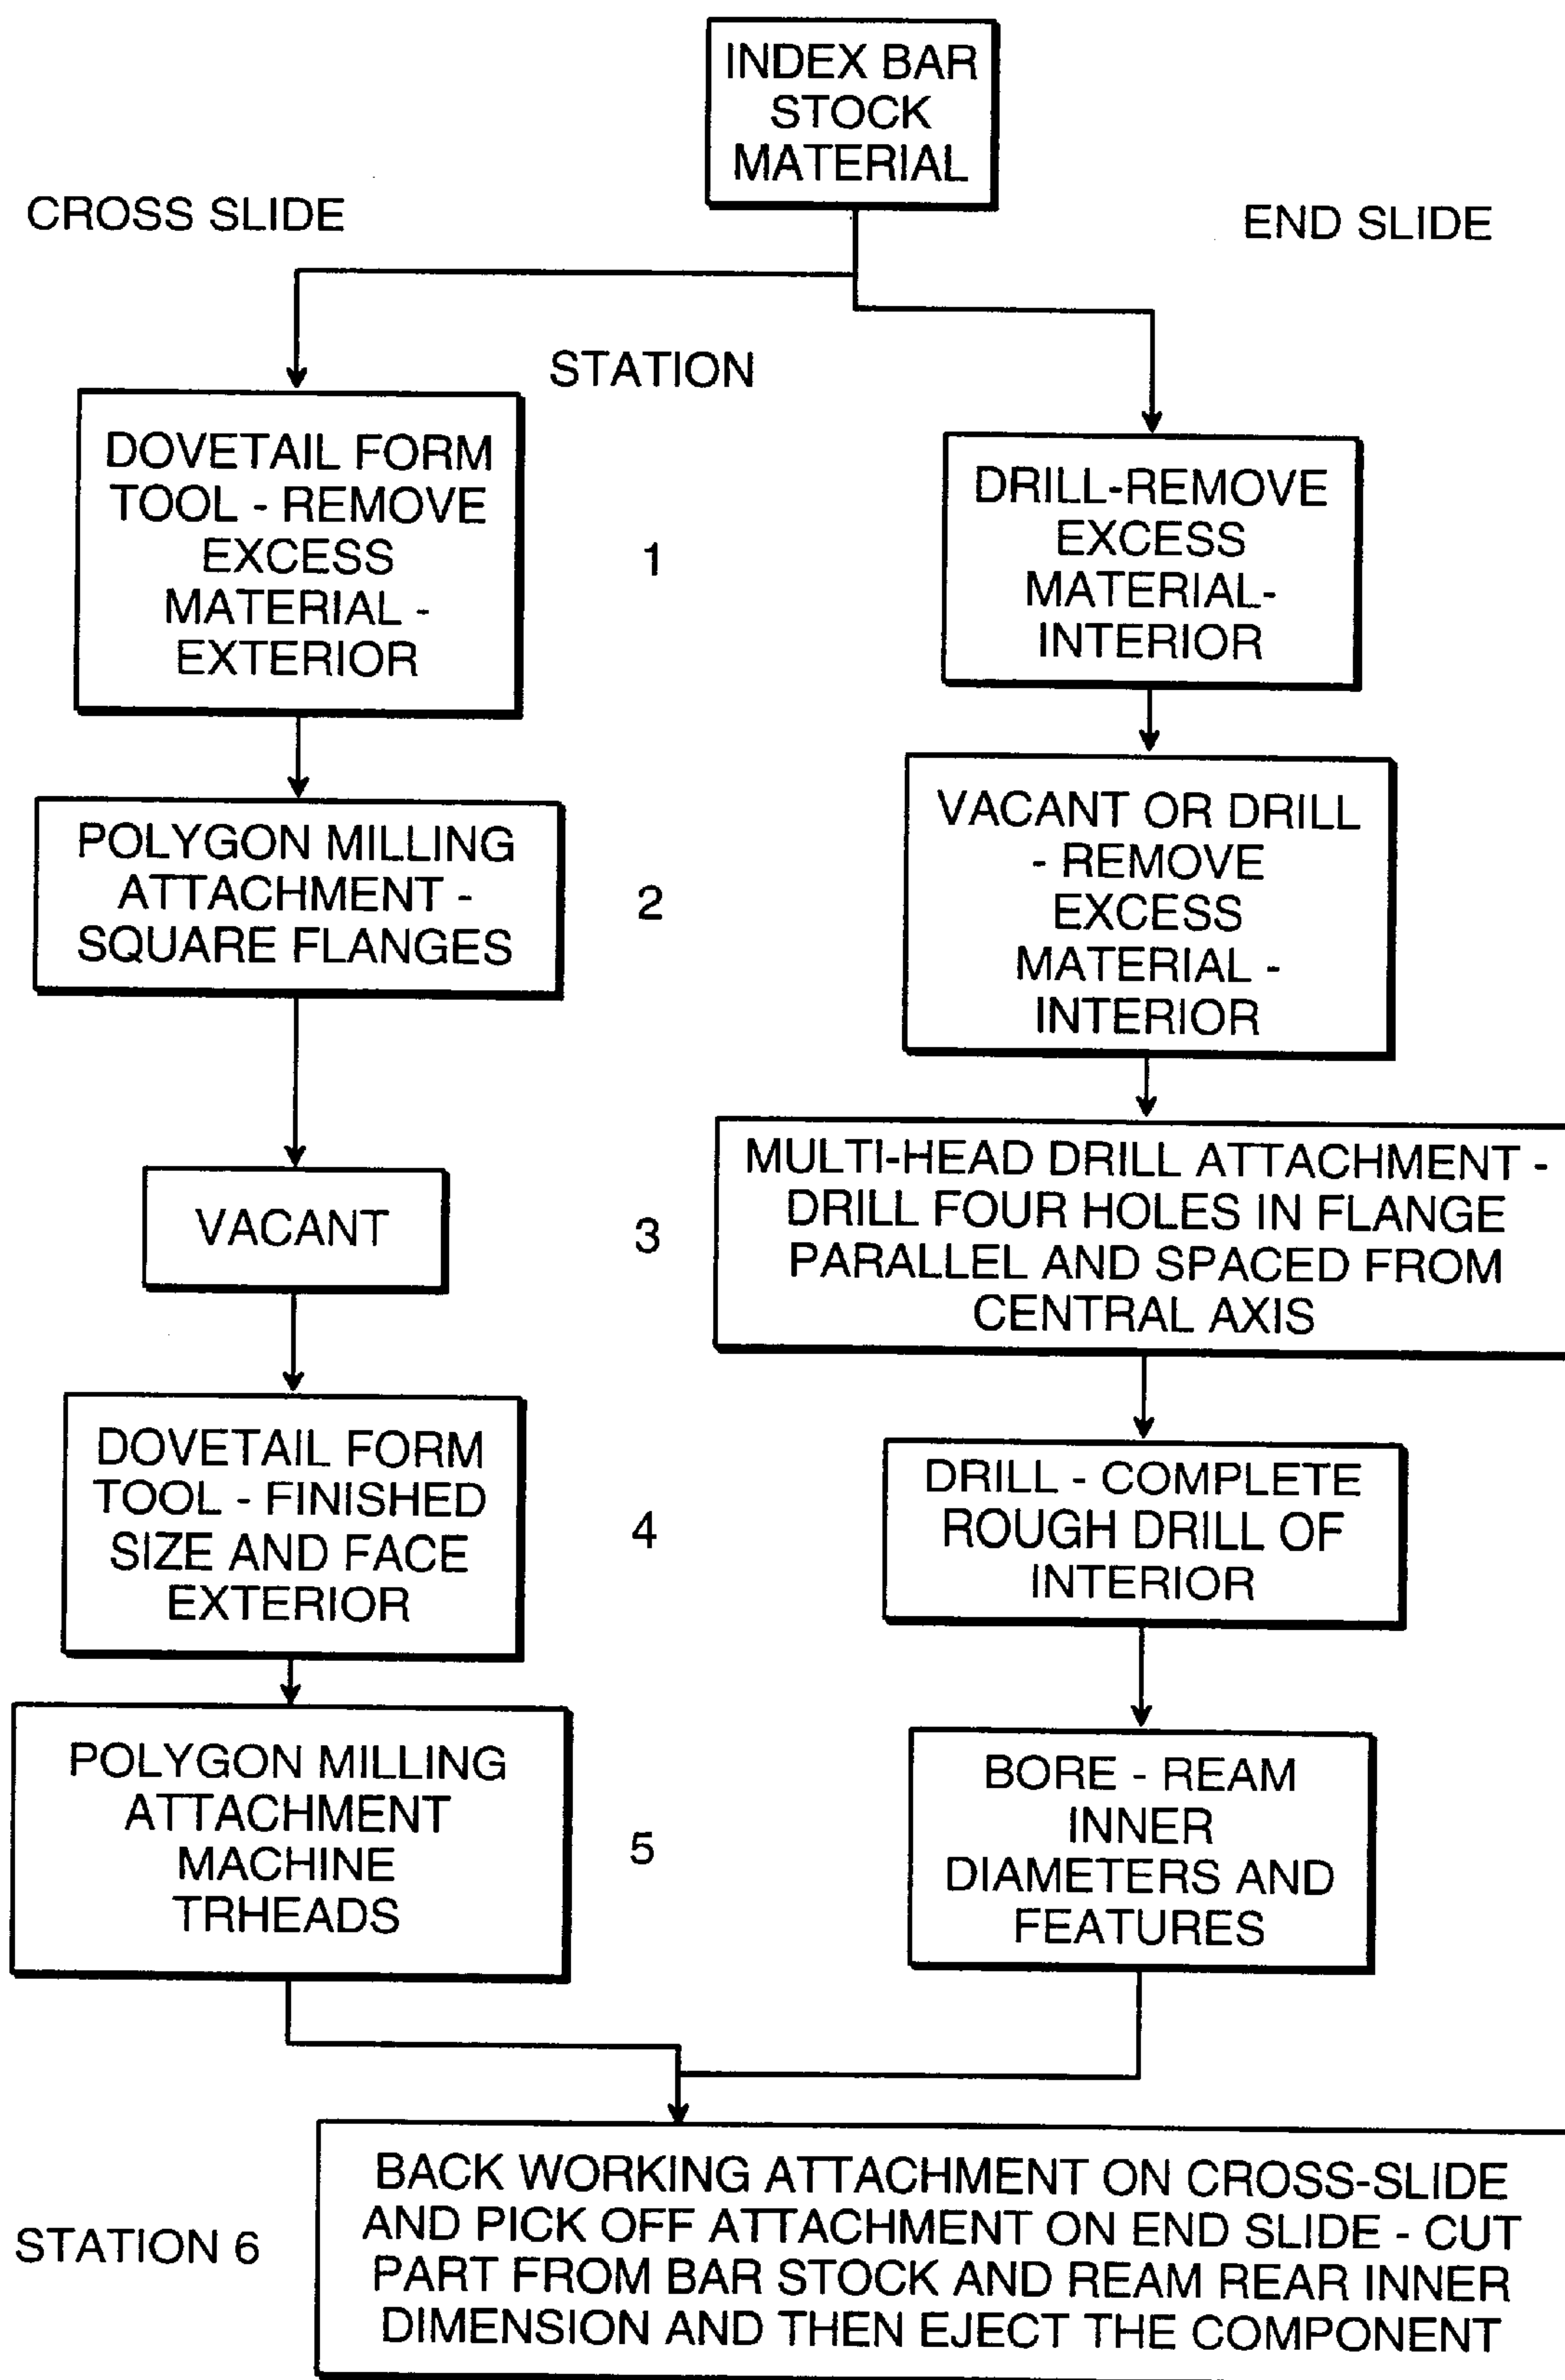 INDEX BAR
STOCK
MATERIAL
CROSS SLIDE
END SLIDE
STATION
DOVETAIL FORM
TOOL - REMOVE
EXCESS
MATERIAL -
EXTERIOR
1
DRILL-REMOVE
EXCESS
MATERIAL-
INTERIOR
POLYGON MILLING
ATTACHMENT -
SQUARE FLANGES
2
VACANT OR DRILL
- REMOVE
EXCESS
MATERIAL -
INTERIOR
VACANT
3
MULTI-HEAD DRILL ATTACHMENT -
DRILL FOUR HOLES IN FLANGE
PARALLEL AND SPACED FROM
CENTRAL AXIS
DOVETAIL FORM
TOOL - FINISHED
SIZE AND FACE
EXTERIOR
4
DRILL - COMPLETE
ROUGH DRILL OF
INTERIOR
POLYGON MILLING
ATTACHMENT
MACHINE
TRHEADS
5
BORE - REAM
INNER
DIAMETERS AND
FEATURES
STATION 6
BACK WORKING ATTACHMENT ON CROSS-SLIDE
AND PICK OFF ATTACHMENT ON END SLIDE - CUT
PART FROM BAR STOCK AND REAM REAR INNER
DIMENSION AND THEN EJECT THE COMPONENT